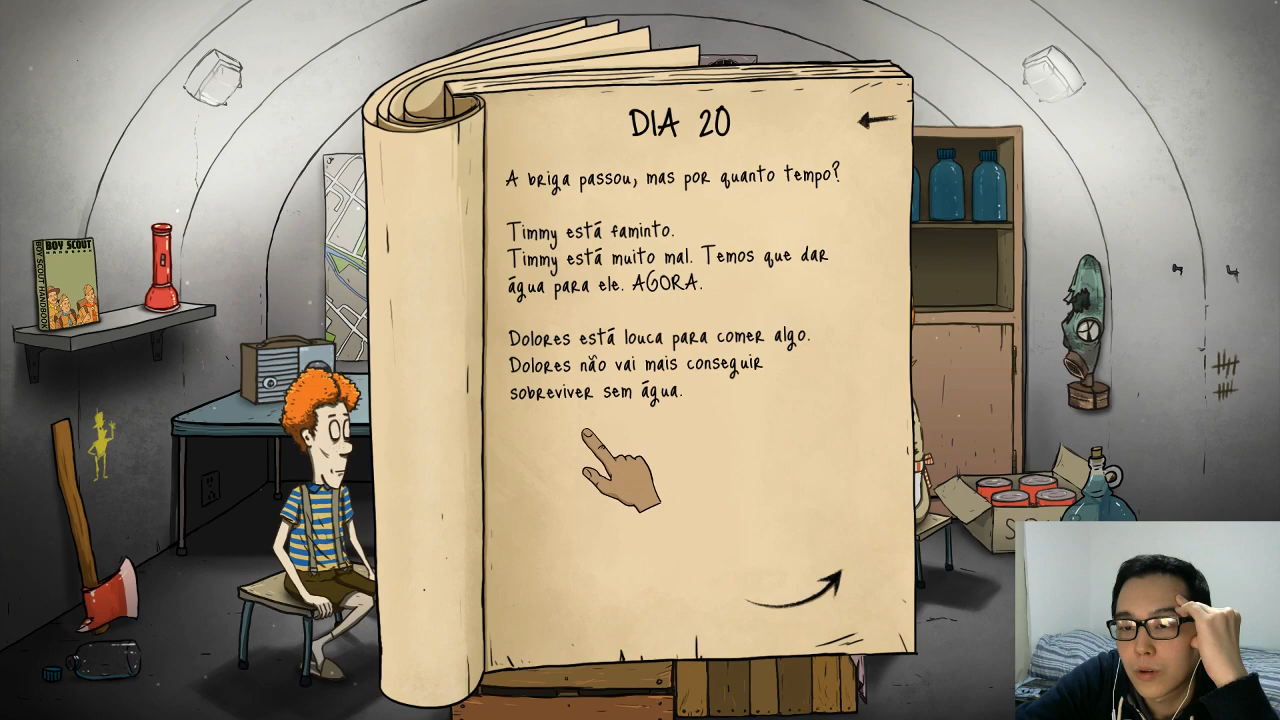 DIA 20
A briga passou, mas por quanto tempo?
Timmy está faminto.
Timmy está muito mal. Temos que dar
água para ele. AGORA.
Dolores está louca para comer algo.
Dolores não vai mais conseguir
sobreviver sem água.
BOY SCOUT
BOY SCOUT HANDBOOK